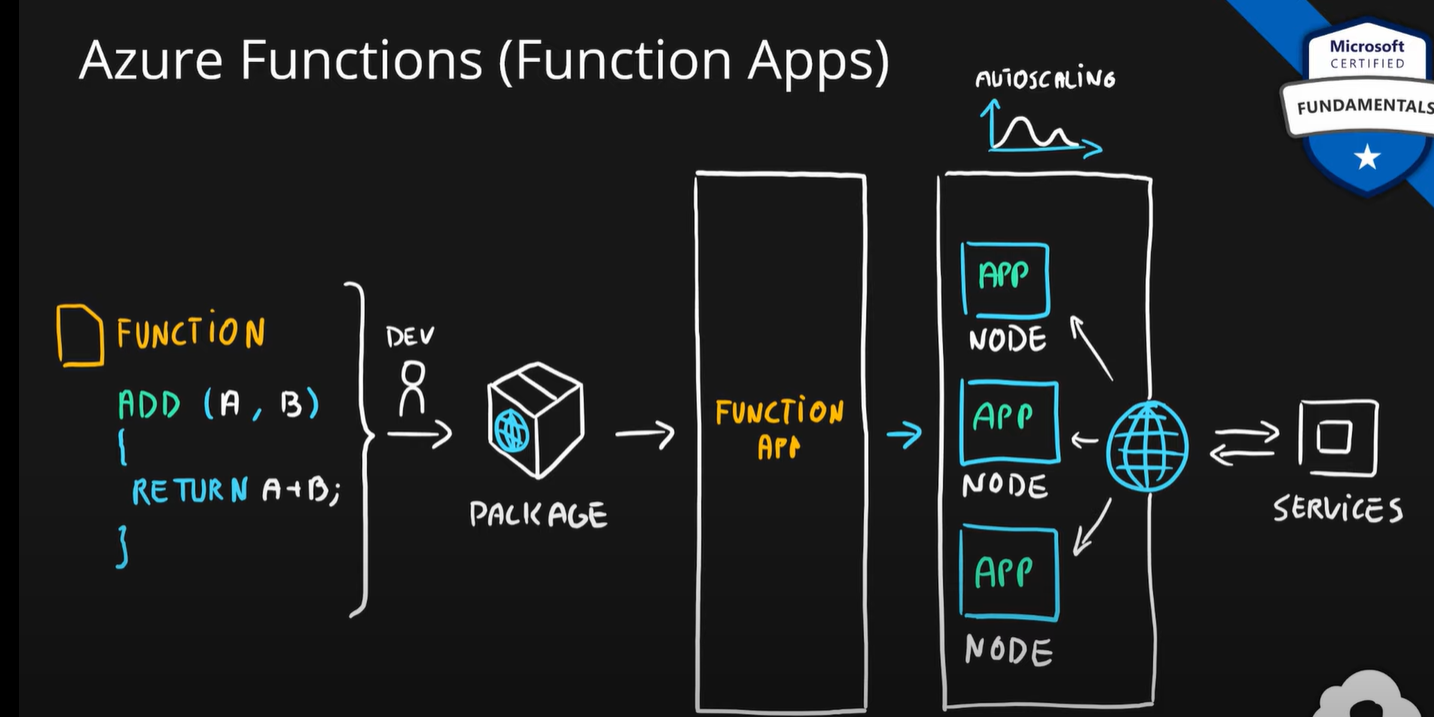 Azure Functions (Function Apps)
Microsoft
CERTIFIED
FUNDAMENTALS
AUTOSCALING
FUNCTION
ADD (A, B)
{
RETURN A+B;
}
DEV
PACKAGE
FUNCTION
APP
APP
NODE
APP
NODE
APP
NODE
SERVICES